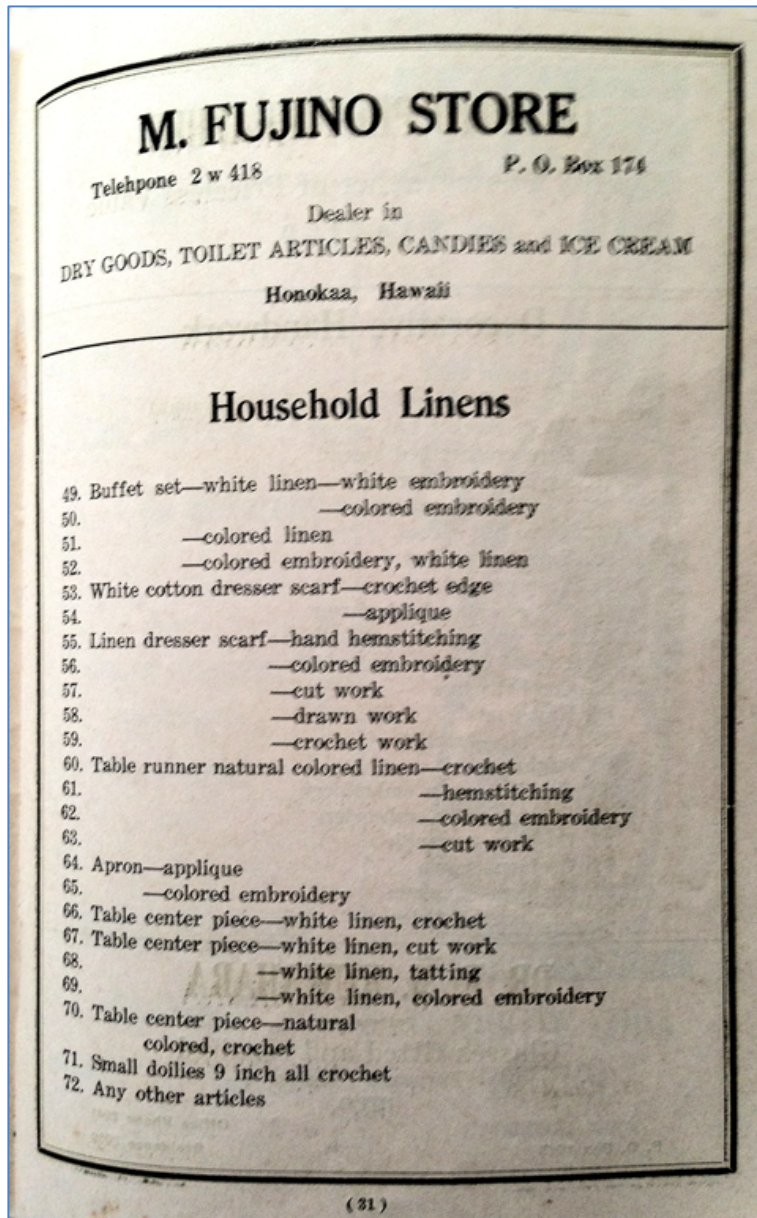 M. FUJINO STORE
Telehpone 2 w 418 P. O. Box 174
Dealer in
DRY GOODS, TOILET ARTICLES, CANDIES and ICE CREAM
Honokaa, Hawaii
Household Linens
49. Buffet set—white linen—white embroidery
50. —colored embroidery
51. —colored linen
52. —colored embroidery, white linen
53. White cotton dresser scarf—crochet edge
54. —applique
55. Linen dresser scarf—hand hemstitching
56. —colored embroidery
57. —cut work
58. —drawn work
59. —crochet work
60. Table runner natural colored linen—crochet
61. —hemstitching
62. —colored embroidery
63. —cut work
64. Apron—applique
65. —colored embroidery
66. Table center piece—white linen, crochet
67. Table center piece—white linen, cut work
68. —white linen, tatting
69. —white linen, colored embroidery
70. Table center piece—natural
colored, crochet
71. Small doilies 9 inch all crochet
72. Any other articles
( 31 )